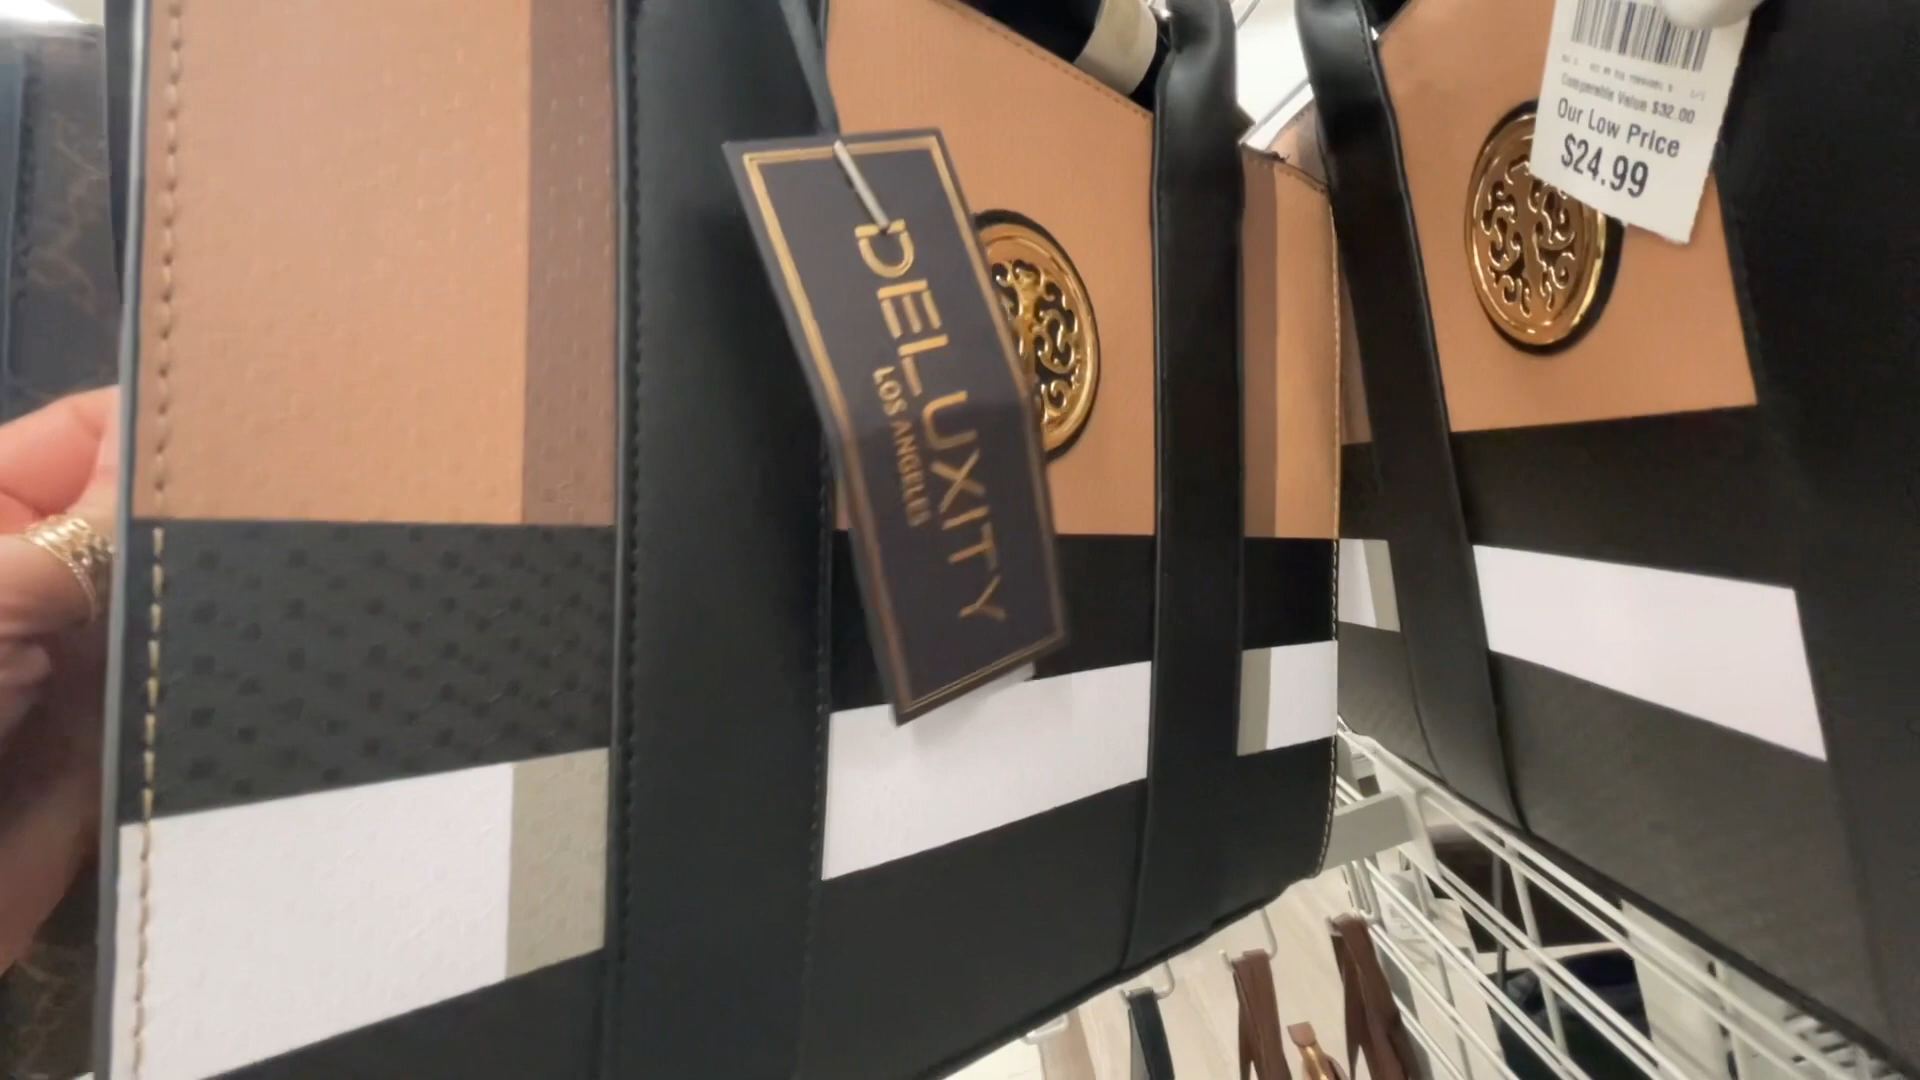 DELUXITY
LOS ANGELES
Comparable Value $32.00
Our Low Price
$24.99